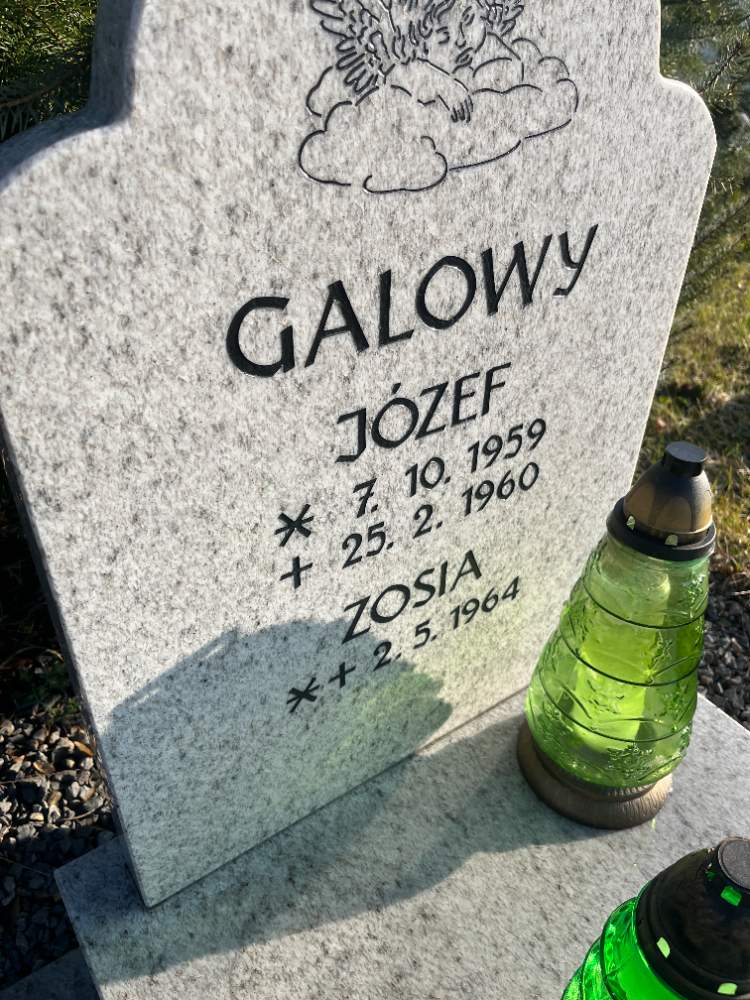 GALOWY
JÓZEF
* 7. 10. 1959
+ 25. 2. 1960
ZOSIA
*+ 2. 5. 1964